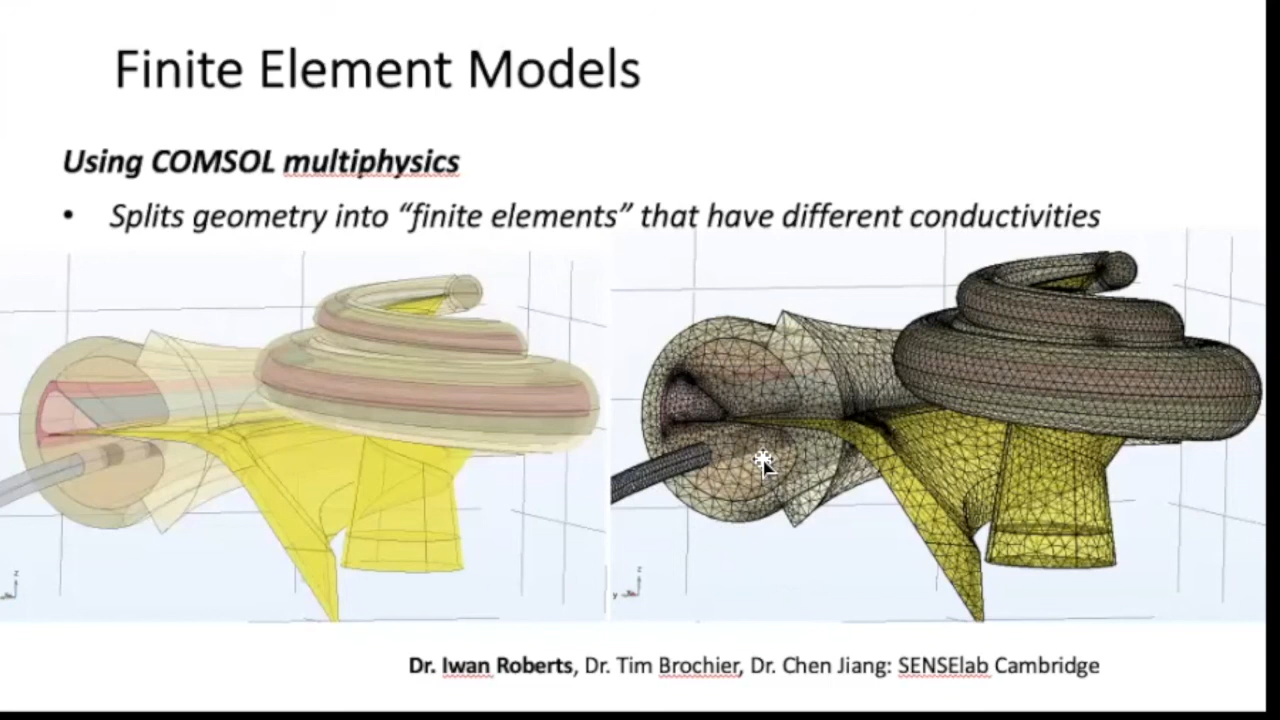 Finite Element Models
Using COMSOL multiphysics
• Splits geometry into “finite elements” that have different conductivities
Dr. Iwan Roberts, Dr. Tim Brochier, Dr. Chen Jiang: SENSElab Cambridge